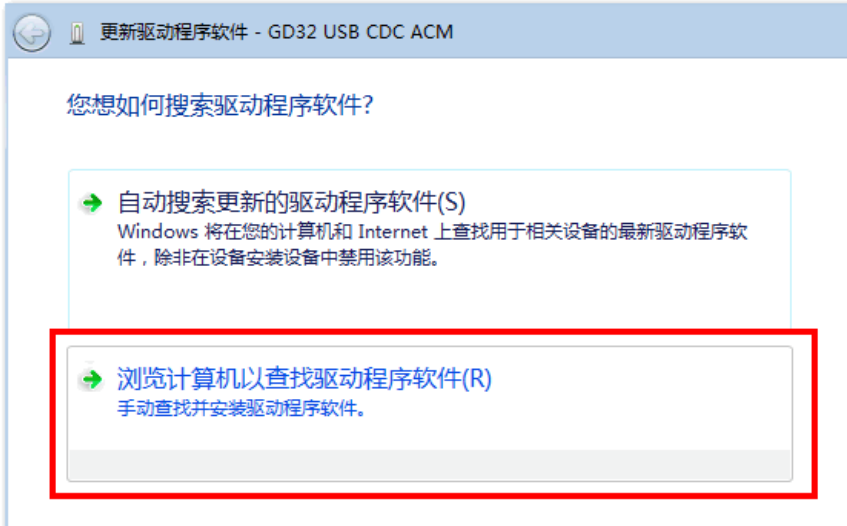 更新驱动程序软件 - GD32 USB CDC ACM
您想如何搜索驱动程序软件?
自动搜索更新的驱动程序软件(S)
Windows 将在您的计算机和 Internet 上查找用于相关设备的最新驱动程序软
件，除非在设备安装设备中禁用该功能。
浏览计算机以查找驱动程序软件(R)
手动查找并安装驱动程序软件。